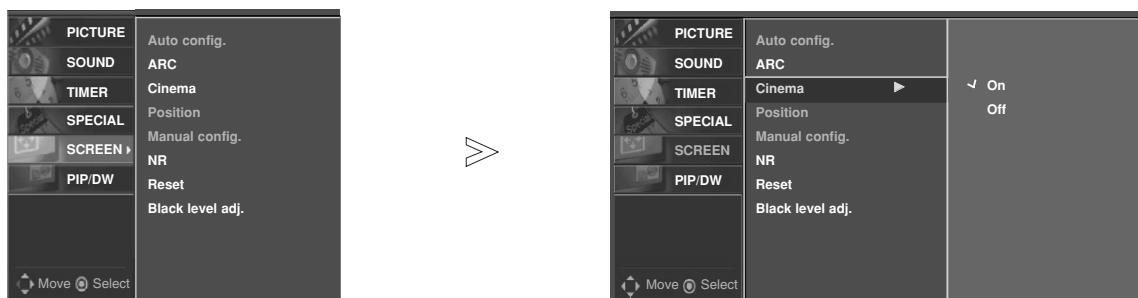 PICTURE
SOUND
TIMER
SPECIAL
SCREEN
PIP/DW
Move Select
Auto config.
ARC
Cinema
Position
Manual config.
NR
Reset
Black level adj.
PICTURE
SOUND
TIMER
SPECIAL
SCREEN
PIP/DW
Move Select
Auto config.
ARC
Cinema
Position
Manual config.
NR
Reset
Black level adj.
On
Off